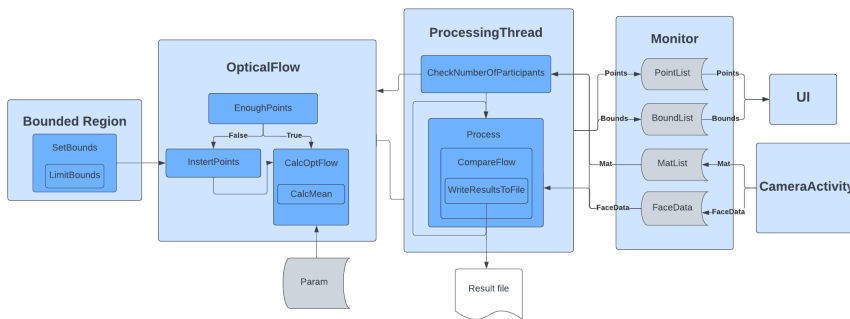 Bounded Region
SetBounds
LimitBounds
OpticalFlow
EnoughPoints
False
True
InstertPoints
CalcOptFlow
CalcMean
Param
ProcessingThread
CheckNumberOfParticipants
Process
CompareFlow
WriteResultsToFile
Result file
Monitor
Points
PointList
Points
Bounds
BoundList
Bounds
Mat
MatList
Mat
FaceData
FaceData
FaceData
UI
CameraActivity